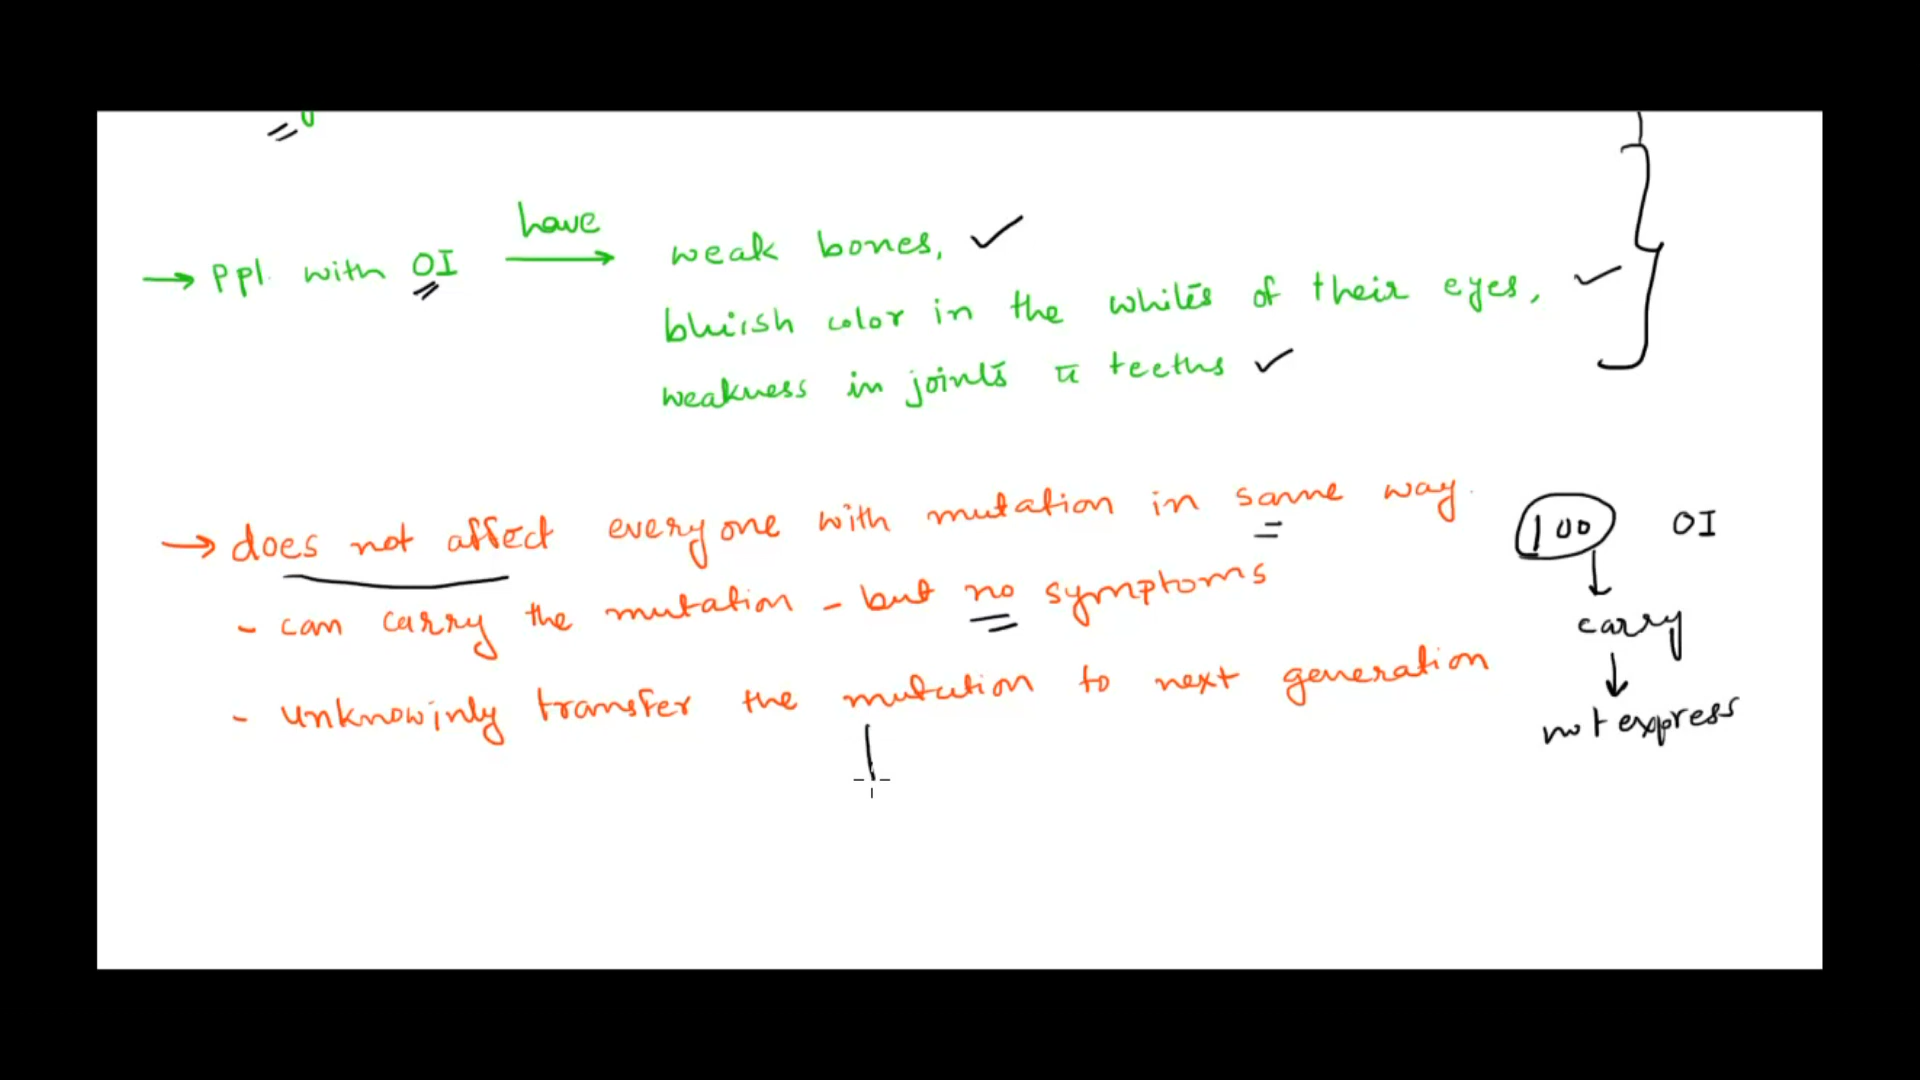 have
→ Ppl. with OI → weak bones, ✓
bluish color in the whites of their eyes, ✓
weakness in joints & teeths ✓
→ does not affect everyone with mutation in same way.
100 OI
- can carry the mutation - but no symptoms
carry
- unknowinly transfer the mutation to next generation
not express